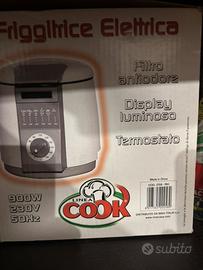 Friggitrice Elettrica
Filtro
antiodore
Display
luminoso
Termostato
900W
230V
50Hz
LINEA
COOK
Made in China
subito